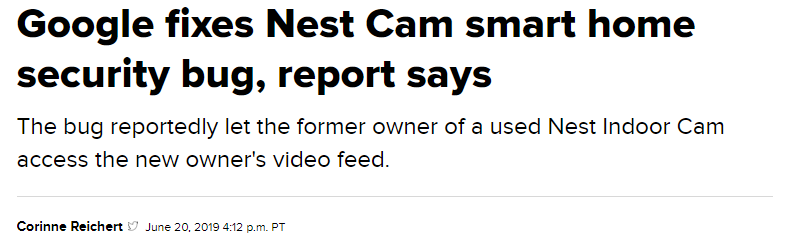 Google fixes Nest Cam smart home
security bug, report says
The bug reportedly let the former owner of a used Nest Indoor Cam
access the new owner's video feed.
Corinne Reichert June 20, 2019 4:12 p.m. PT